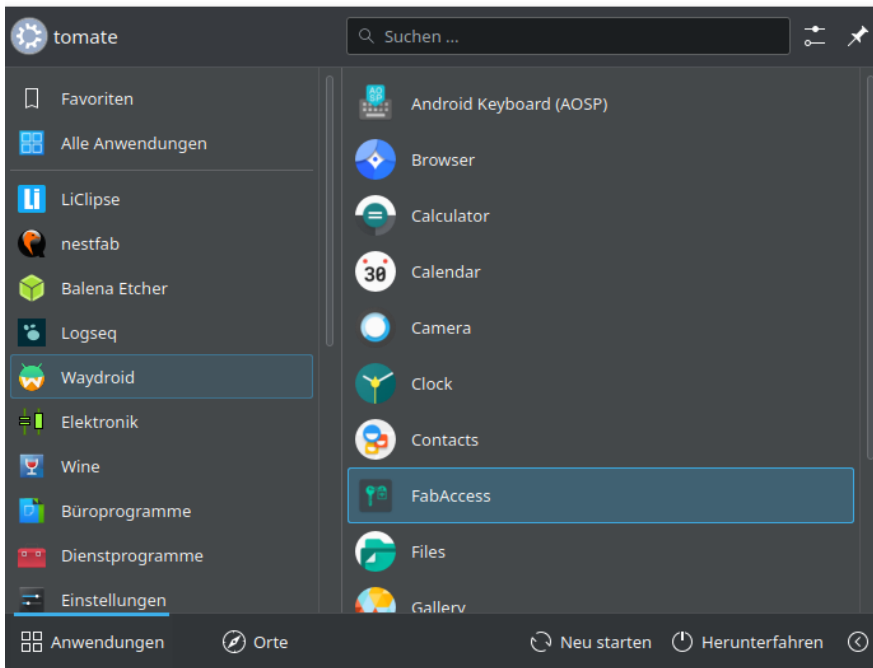 tomate
Suchen ...
Favoriten
Alle Anwendungen
LiClipse
nestfab
Balena Etcher
Logseq
Waydroid
Elektronik
Wine
Büroprogramme
Dienstprogramme
Einstellungen
Android Keyboard (AOSP)
Browser
Calculator
30 Calendar
Camera
Clock
Contacts
FabAccess
Files
Gallery
Anwendungen
Orte
Neu starten
Herunterfahren